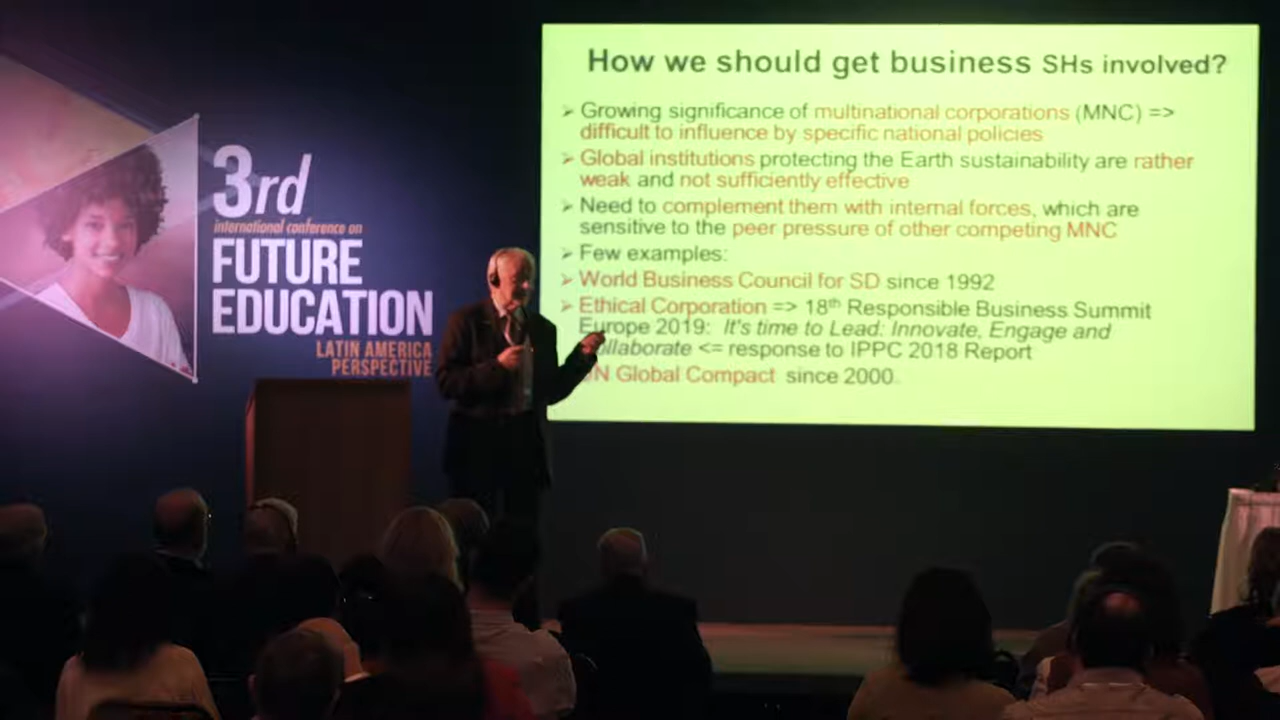 3rd
international conference on
FUTURE
EDUCATION
LATIN AMERICA
PERSPECTIVE
How we should get business SHs involved?
➢ Growing significance of multinational corporations (MNC) =>
difficult to influence by specific national policies
➢ Global institutions protecting the Earth sustainability are rather
weak and not sufficiently effective
➢ Need to complement them with internal forces, which are
sensitive to the peer pressure of other competing MNC
➢ Few examples:
➢ World Business Council for SD since 1992
➢ Ethical Corporation => 18th Responsible Business Summit
Europe 2019: It's time to Lead: Innovate, Engage and
ollaborate <= response to IPPC 2018 Report
UN Global Compact since 2000.